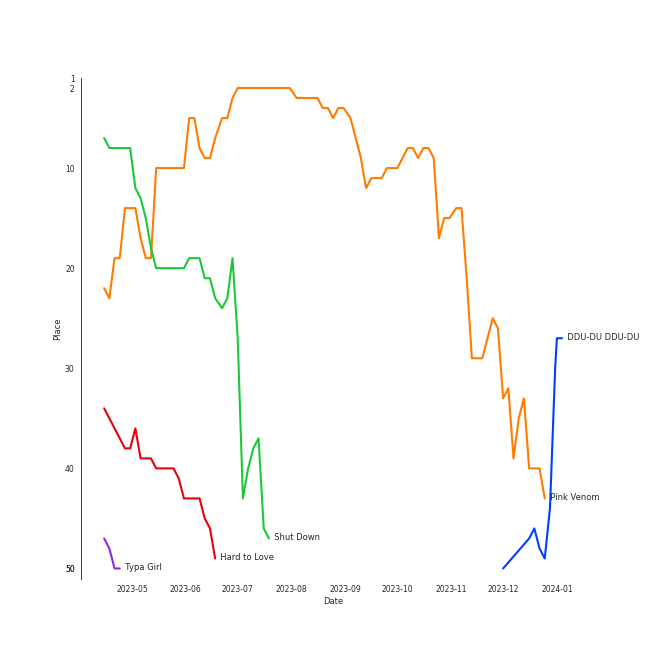 1
2
10
20
30
40
50
Place
DDU-DU DDU-DU
Pink Venom
Shut Down
Hard to Love
Typa Girl
2023-05 2023-06 2023-07 2023-08 2023-09 2023-10 2023-11 2023-12 2024-01
Date